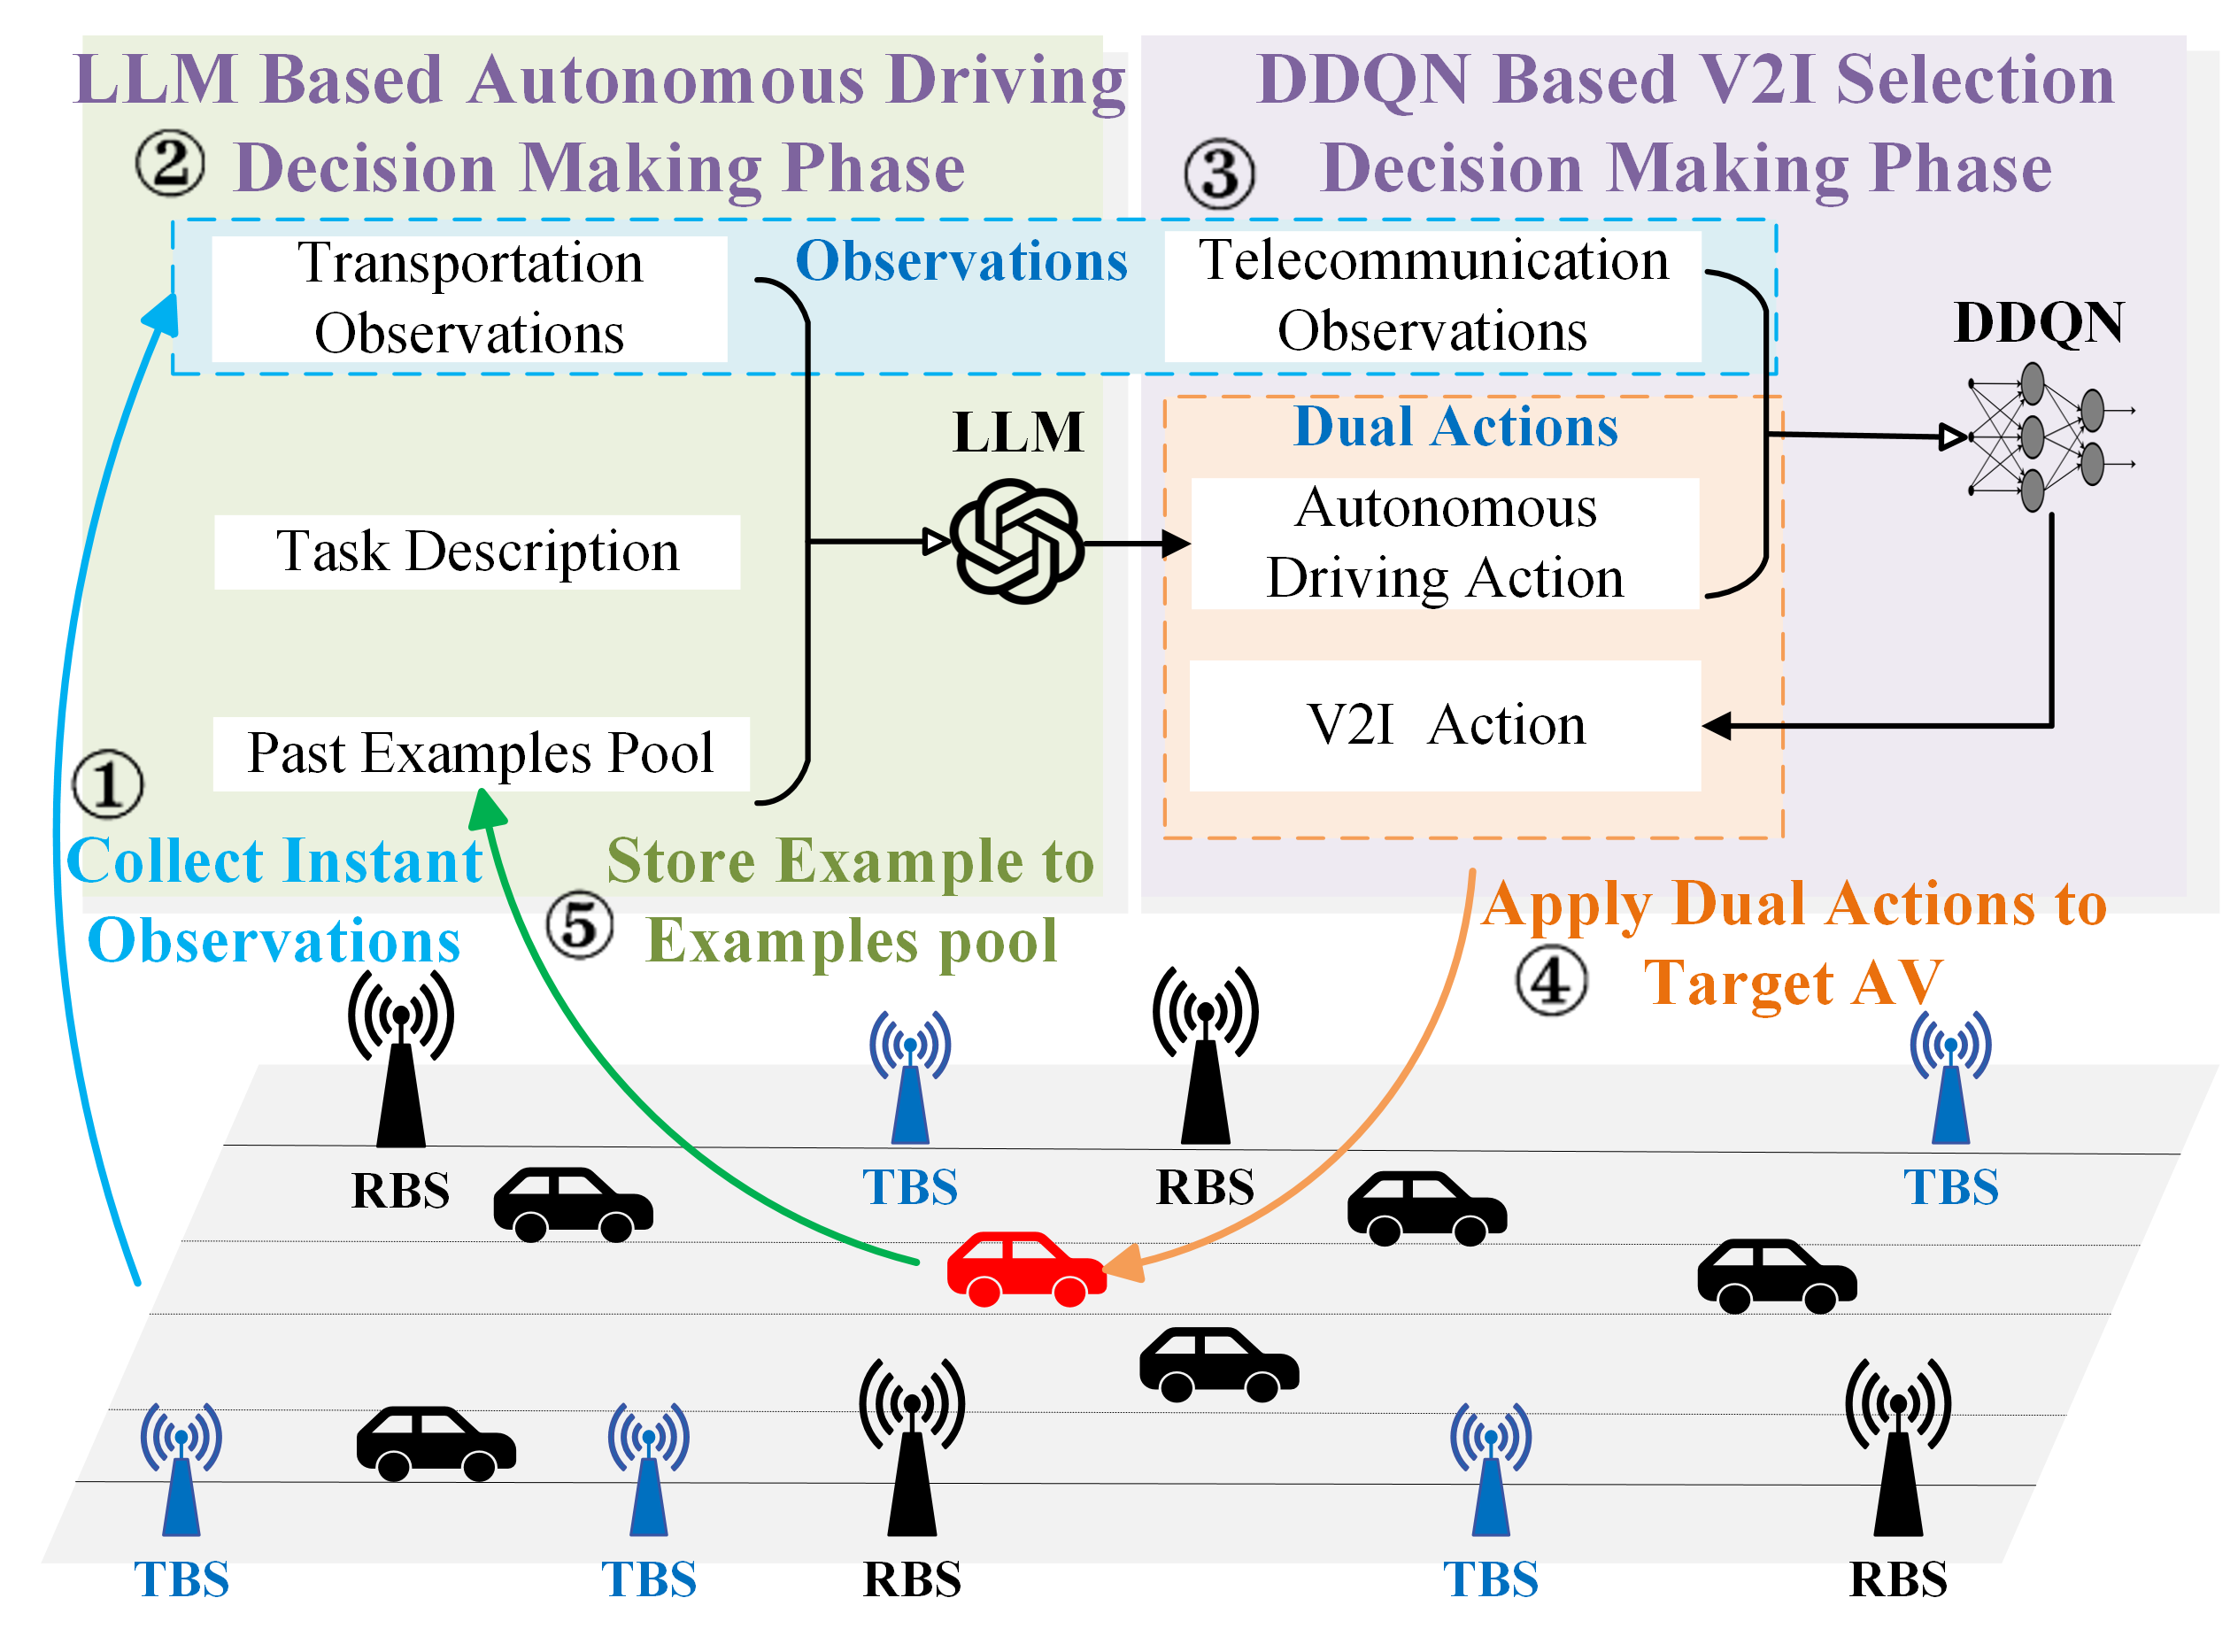 LLM Based Autonomous Driving
② Decision Making Phase
DDQN Based V2I Selection
③ Decision Making Phase
Transportation
Observations
Observations
Telecommunication
Observations
DDQN
LLM
Dual Actions
Task Description
Autonomous
Driving Action
Past Examples Pool
V2I Action
①
Collect Instant
Observations
Store Example to
⑤ Examples pool
Apply Dual Actions to
④ Target AV
RBS
TBS
RBS
TBS
TBS
TBS
RBS
TBS
RBS